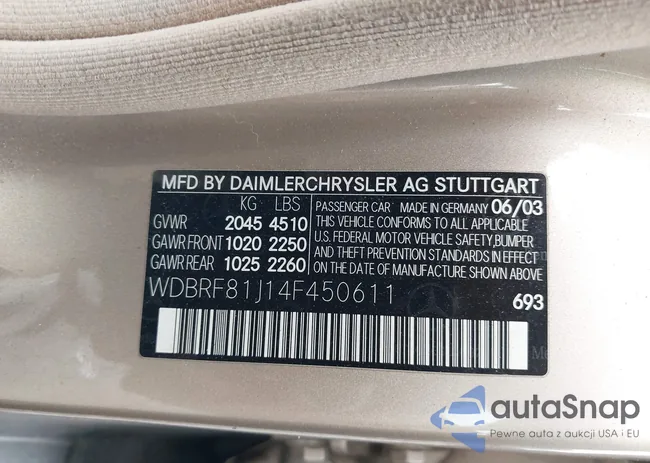 MFD BY DAIMLERCHRYSLER AG STUTTGART
KG LBS
GVWR 2045 4510
GAWR FRONT 1020 2250
GAWR REAR 1025 2260
PASSENGER CAR MADE IN GERMANY 06/03
THIS VEHICLE CONFORMS TO ALL APPLICABLE
U.S. FEDERAL MOTOR VEHICLE SAFETY, BUMPER
AND THEFT PREVENTION STANDARDS IN EFFECT ON
DATE OF MANUFACTURE SHOWN ABOVE.
WDBRF81J14F450611
693
autaSnap
Pewne auta z aukcji USA i EU